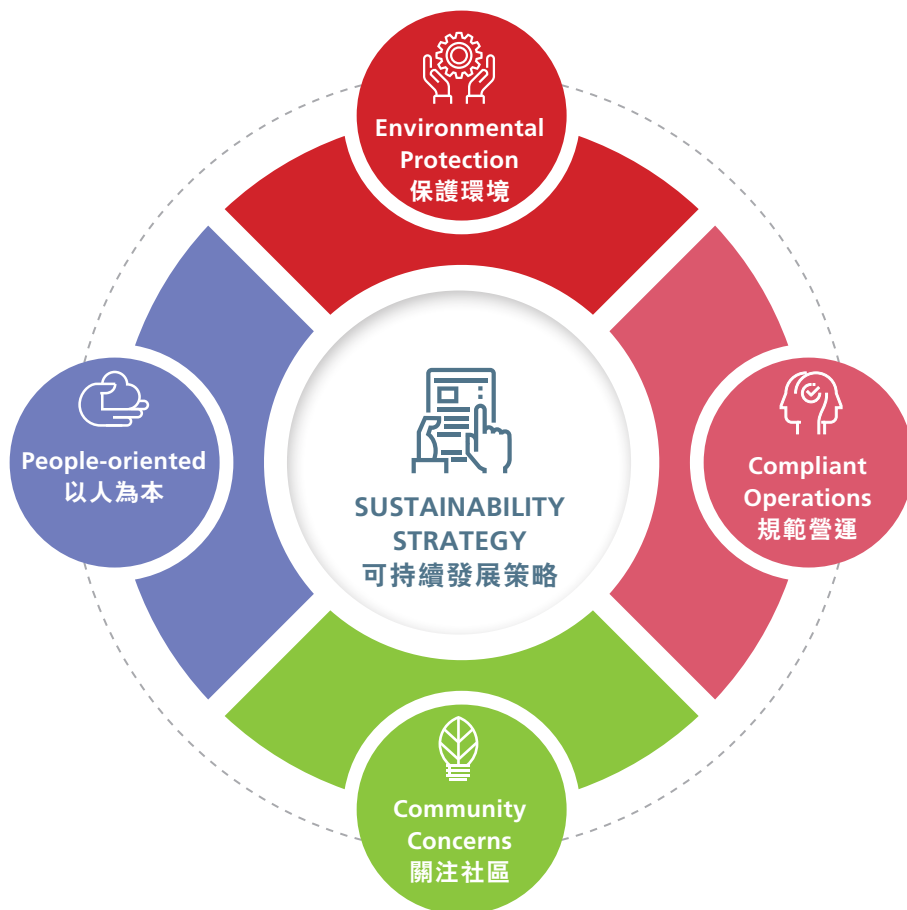 Environmental
Protection
保護環境
People-oriented
以人為本
SUSTAINABILITY
STRATEGY
可持續發展策略
Compliant
Operations
規範營運
Community
Concerns
關注社區